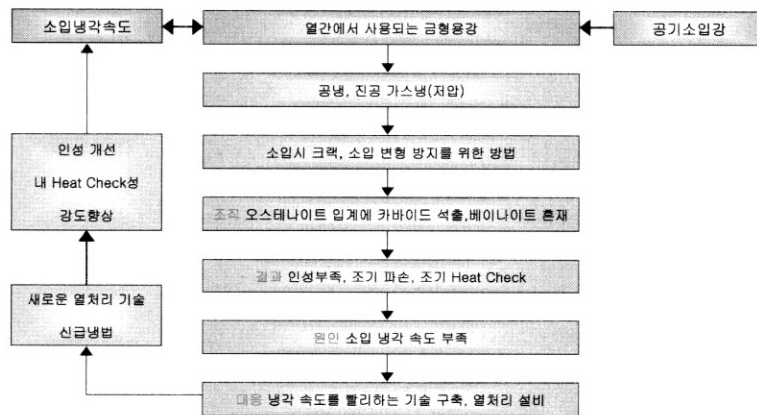 소입냉각속도
열간에서 사용되는 금형용강
공기소입강
공냉, 진공 가스냉(저압)
소입시 크랙, 소입 변형 방지를 위한 방법
조직 오스테나이트 입계에 카바이드 석출,베이나이트 혼재
결과 인성부족, 조기 파손, 조기 Heat Check
원인 소입 냉각 속도 부족
대응 냉각 속도를 빨리하는 기술 구축, 열처리 설비
새로운 열처리 기술
신급냉법
인성 개선
내 Heat Check성
강도향상